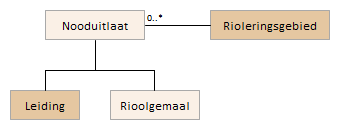 Nooduitlaat
0..*
Rioleringsgebied
Leiding
Rioolgemaal